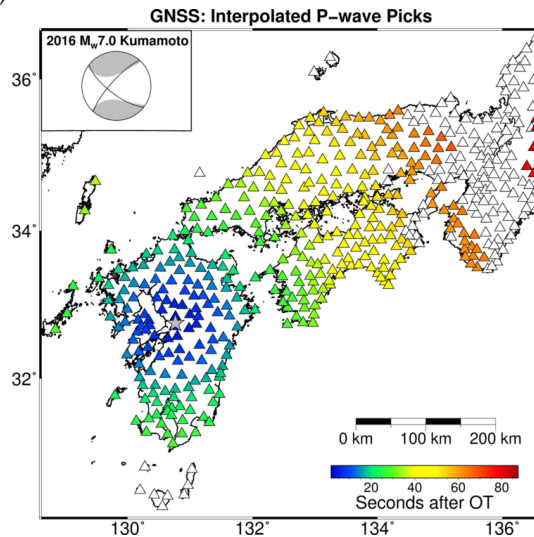 )
GNSS: Interpolated P−wave Picks
2016 Mw7.0 Kumamoto
36˚
34˚
32˚
0 km 100 km 200 km
20 40 60 80
Seconds after OT
130˚ 132˚ 134˚ 136˚